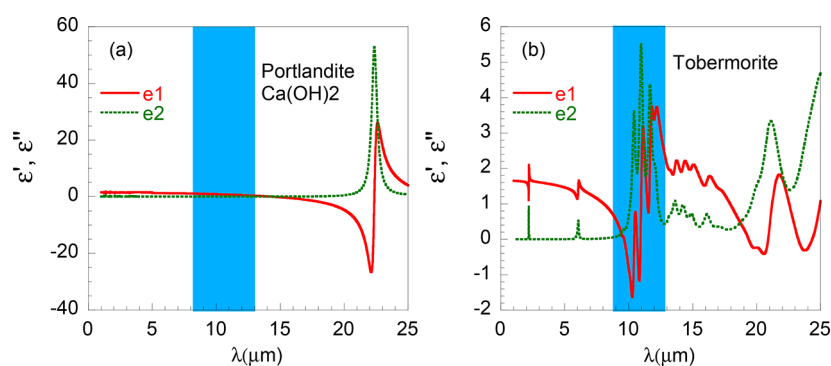 (a)
Portlandite
Ca(OH)2
e1
e2
60
40
20
0
-20
-40
0
5
10
15
20
25
ε', ε"
λ(μm)
(b)
Tobermorite
e1
e2
6
5
4
3
2
1
0
-1
-2
0
5
10
15
20
25
ε', ε"
λ(μm)